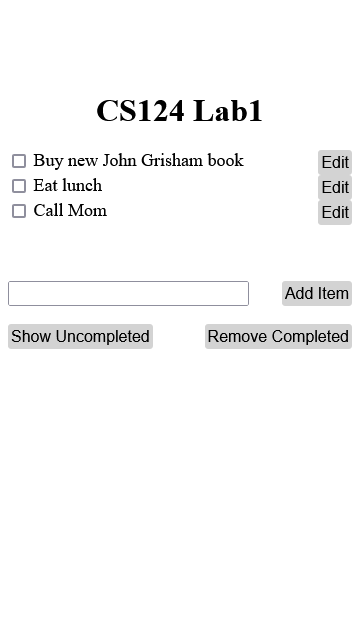 CS124 Lab1
Buy new John Grisham book Edit
Eat lunch Edit
Call Mom Edit
Add Item
Show Uncompleted Remove Completed